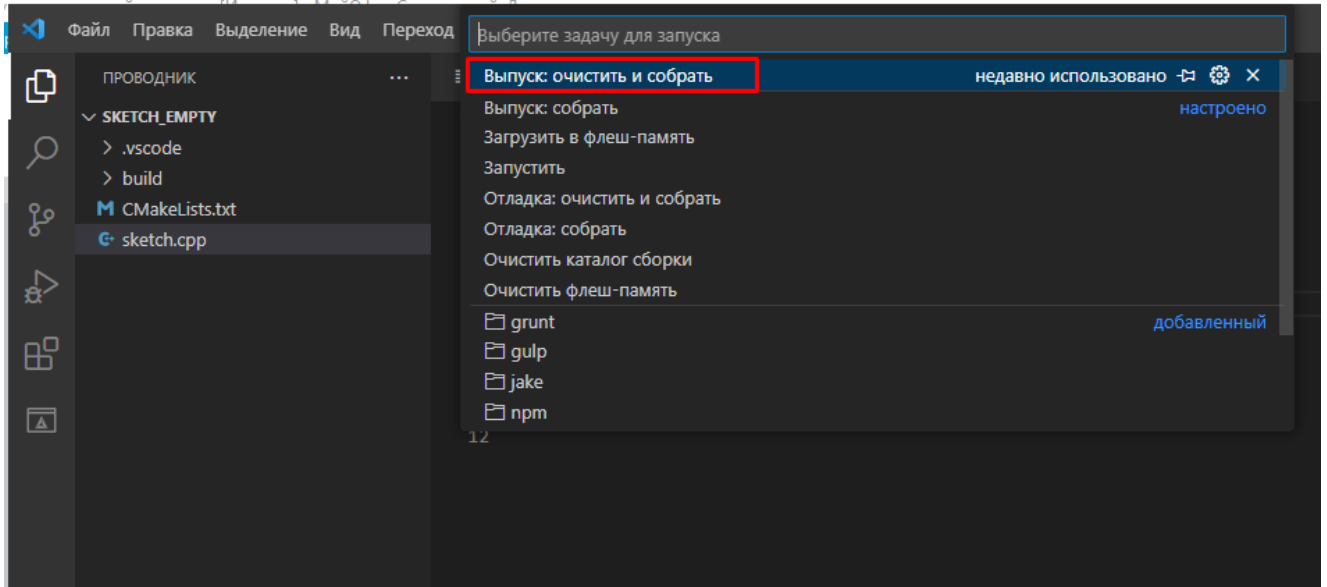 Файл Правка Выделение Вид Переход
Выберите задачу для запуска
ПРОВОДНИК
SKETCH_EMPTY
.vscode
build
CMakeLists.txt
sketch.cpp
Выпуск: очистить и собрать недавно использовано
Выпуск: собрать настроено
Загрузить в флеш-память
Запустить
Отладка: очистить и собрать
Отладка: собрать
Очистить каталог сборки
Очистить флеш-память
grunt добавленный
gulp
jake
npm
12